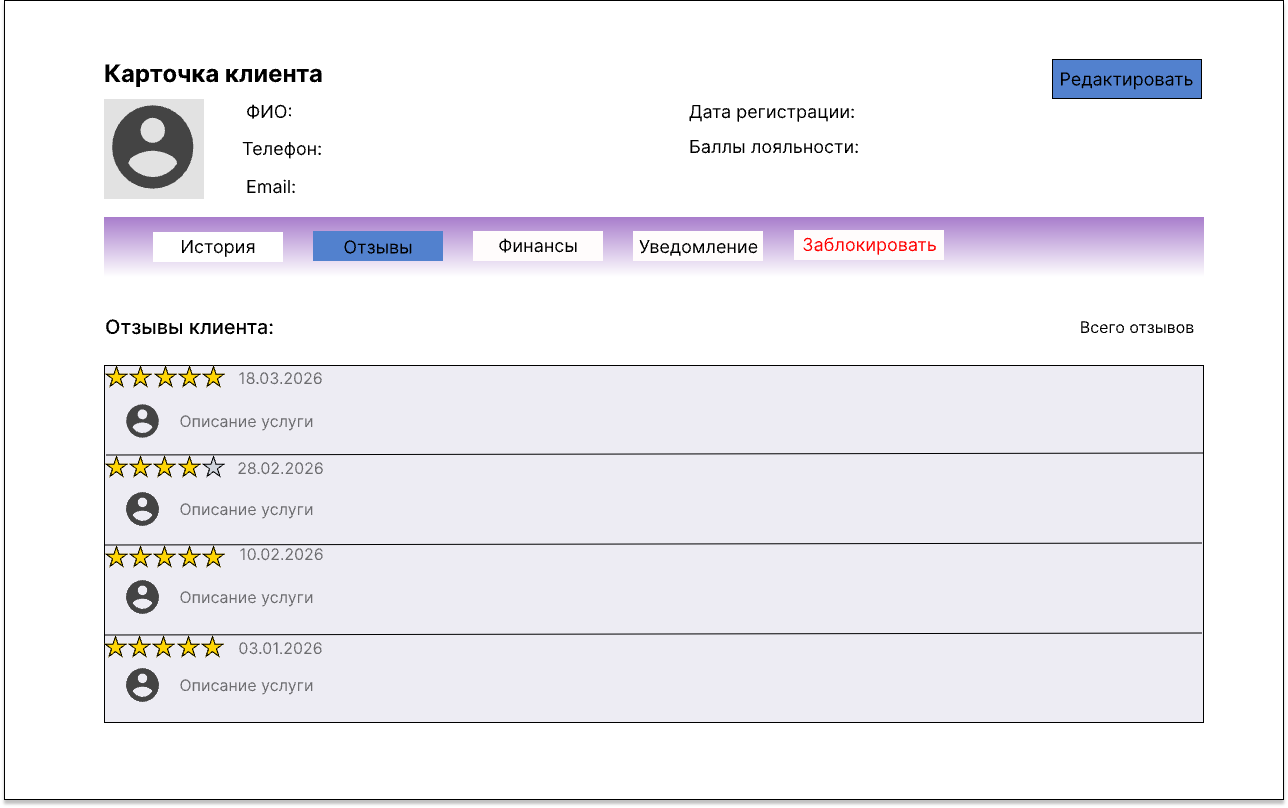 Карточка клиента
Редактировать
ФИО:
Дата регистрации:
Телефон:
Баллы лояльности:
Email:
История
Отзывы
Финансы
Уведомление
Заблокировать
Отзывы клиента:
Всего отзывов
18.03.2026
Описание услуги
28.02.2026
Описание услуги
10.02.2026
Описание услуги
03.01.2026
Описание услуги